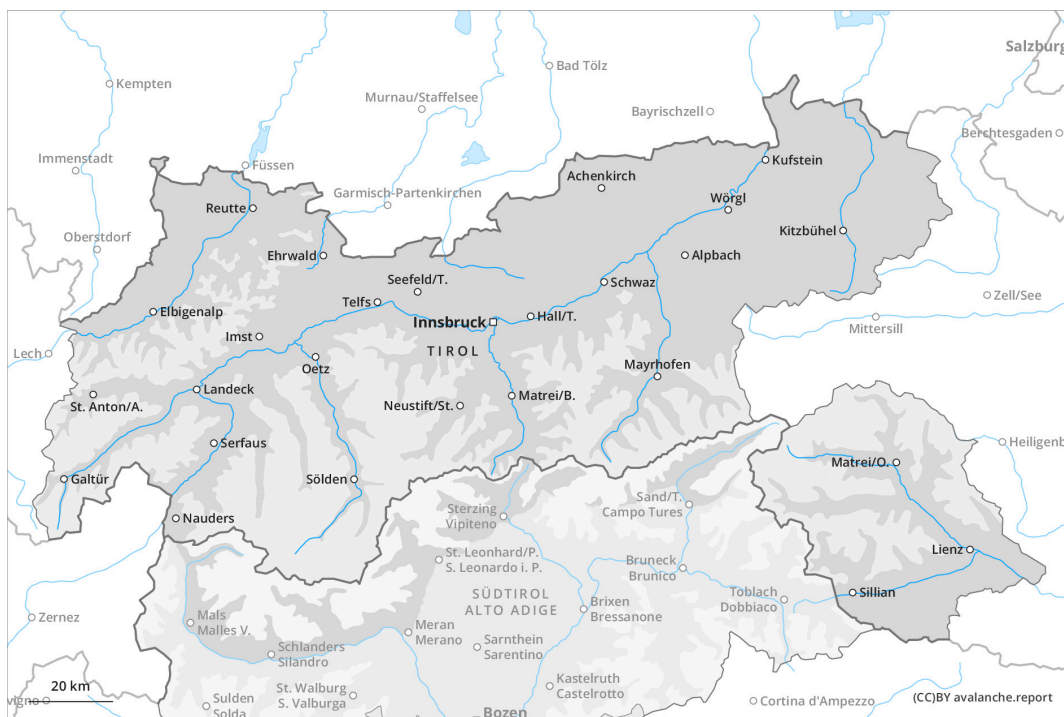 Salzburg
Kempten
Bad Tölz
Murnau/Staffelsee
Bayrischzell
Berchtesgaden
Immenstadt
Füssen
Kufstein
Achenkirch
Garmisch-Partenkirchen
Reutte
Wörgl
Kitzbühel
Oberstdorf
Ehrwald
Alpbach
Seefeld/T.
Schwaz
Zell/See
Telfs
Elbigenalp
Innsbruck
Hall/T.
Mittersill
Imst
TIROL
Lech
Oetz
Mayrhofen
Landeck
St. Anton/A.
Neustift/St.
Matrei/B.
Serfaus
Heiligenb
Matrei/O.
Galtür
Sölden
Sand/T.
Campo Tures
Sterzing
Vipiteno
Nauders
Lienz
St. Leonhard/P.
S. Leonardo i. P.
Bruneck
Brunico
SÜDTIROL
ALTO ADIGE
Toblach
Dobbiaco
Sillian
Brixen
Bressanone
Zernez
Mals
Malles V.
Meran
Merano
Sarnthein
Sarentino
Schlanders
Silandro
20 km
vigno
St. Walburg
S. Valburga
Kastelruth
Castelrotto
Sulden
Solda
Cortina d'Ampezzo
(CC)BY avalanche.report
Bozen